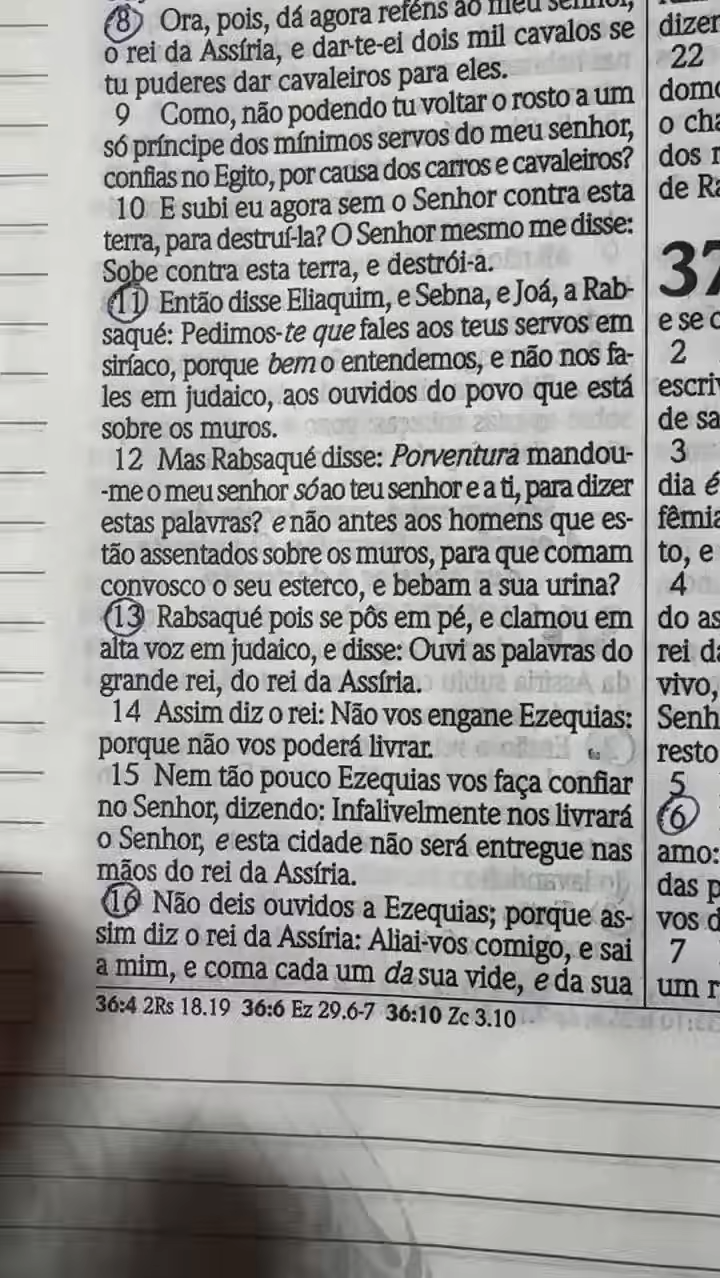 8 Ora, pois, dá agora reféns ao meu senhor,
o rei da Assíria, e dar-te-ei dois mil cavalos se
tu puderes dar cavaleiros para eles.
9 Como, não podendo tu voltar o rosto a um
só príncipe dos mínimos servos do meu senhor,
confias no Egito, por causa dos carros e cavaleiros?
10 E subi eu agora sem o Senhor contra esta
terra, para destruí-la? O Senhor mesmo me disse:
Sobe contra esta terra, e destrói-a.
11 Então disse Eliaquim, e Sebna, e Joá, a Rab-
saqué: Pedimos-te que fales aos teus servos em
siríaco, porque bem o entendemos, e não nos fa-
les em judaico, aos ouvidos do povo que está
sobre os muros.
12 Mas Rabsaqué disse: Porventura mandou-
-me o meu senhor só ao teu senhor e a ti, para dizer
estas palavras? e não antes aos homens que es-
tão assentados sobre os muros, para que comam
convosco o seu esterco, e bebam a sua urina?
13 Rabsaqué pois se pôs em pé, e clamou em
alta voz em judaico, e disse: Ouvi as palavras do
grande rei, do rei da Assíria.
14 Assim diz o rei: Não vos engane Ezequias:
porque não vos poderá livrar.
15 Nem tão pouco Ezequias vos faça confiar
no Senhor, dizendo: Infalivelmente nos livrará
o Senhor, e esta cidade não será entregue nas
mãos do rei da Assíria.
16 Não deis ouvidos a Ezequias; porque as-
sim diz o rei da Assíria: Aliai-vos comigo, e sai
a mim, e coma cada um da sua vide, e da sua
36:4 2Rs 18.19 36:6 Ez 29.6-7 36:10 Zc 3.10
dizer
22
dos
de
37
e se
2
de
3
dia é
to, e
4
do as
rei
vivo,
resto
5
6
amo:
das
vos
7
um